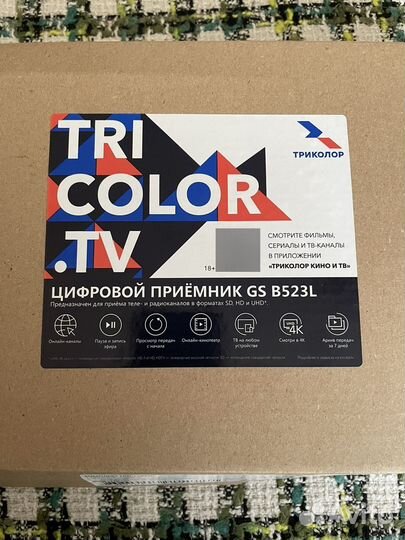 TRI
COLOR
.TV
ТРИКОЛОР
СМОТРИТЕ ФИЛЬМЫ,
СЕРИАЛЫ И ТВ-КАНАЛЫ
В ПРИЛОЖЕНИИ
18+
«ТРИКОЛОР КИНО И ТВ»
ЦИФРОВОЙ ПРИЁМНИК GS B523L
Предназначен для приёма теле- и радиоканалов в форматах SD, HD и UHD*.
4K
Онлайн-каналы
Пауза и запись
эфира
Просмотр передач
с начала
Онлайн-кинотеатр
ТВ на любом
устройстве
Смотри в 4K
Архив передач
за 7 дней
Avito